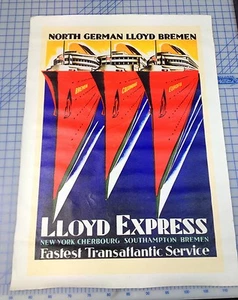 NORTH GERMAN LLOYD BREMEN
LLOYD EXPRESS
NEW YORK CHERBOURG SOUTHAMPTON BREMEN
Fastest Transatlantic Service